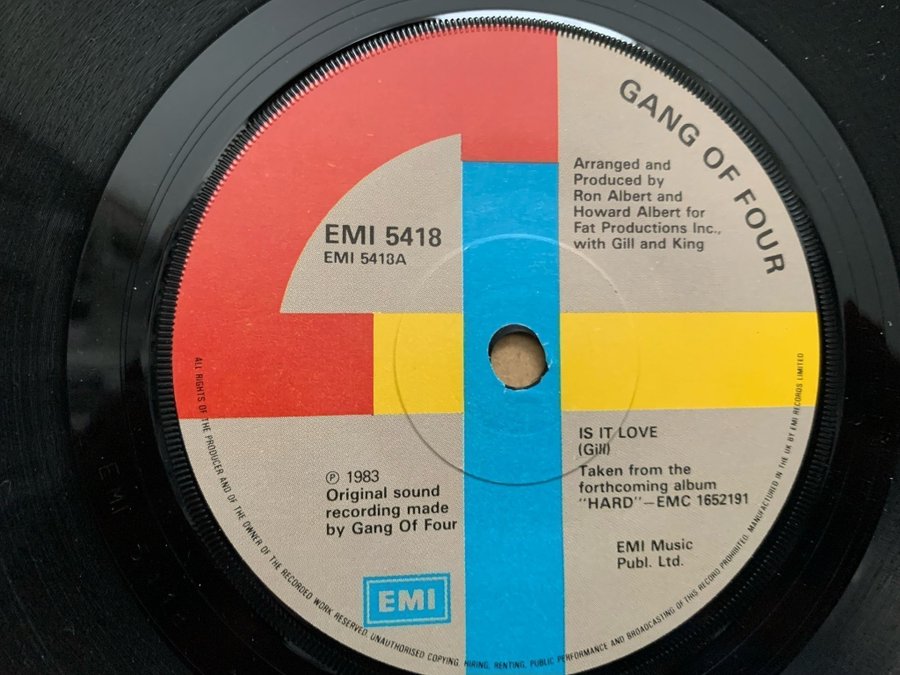 GANG OF FOUR
Arranged and
Produced by
Ron Albert and
Howard Albert for
Fat Productions Inc.,
with Gill and King
EMI 5418
EMI 5418A
IS IT LOVE
(Gill)
Taken from the
forthcoming album
"HARD"–EMC 1652191
EMI Music
Publ. Ltd.
Ⓟ 1983
Original sound
recording made
by Gang Of Four
EMI
ALL RIGHTS OF THE PRODUCER AND OF THE OWNER OF THE RECORDED WORK RESERVED. UNAUTHORISED COPYING, HIRING, RENTING, PUBLIC PERFORMANCE AND BROADCASTING OF THIS RECORD PROHIBITED. MANUFACTURED IN THE UK BY EMI RECORDS LIMITED
EMI